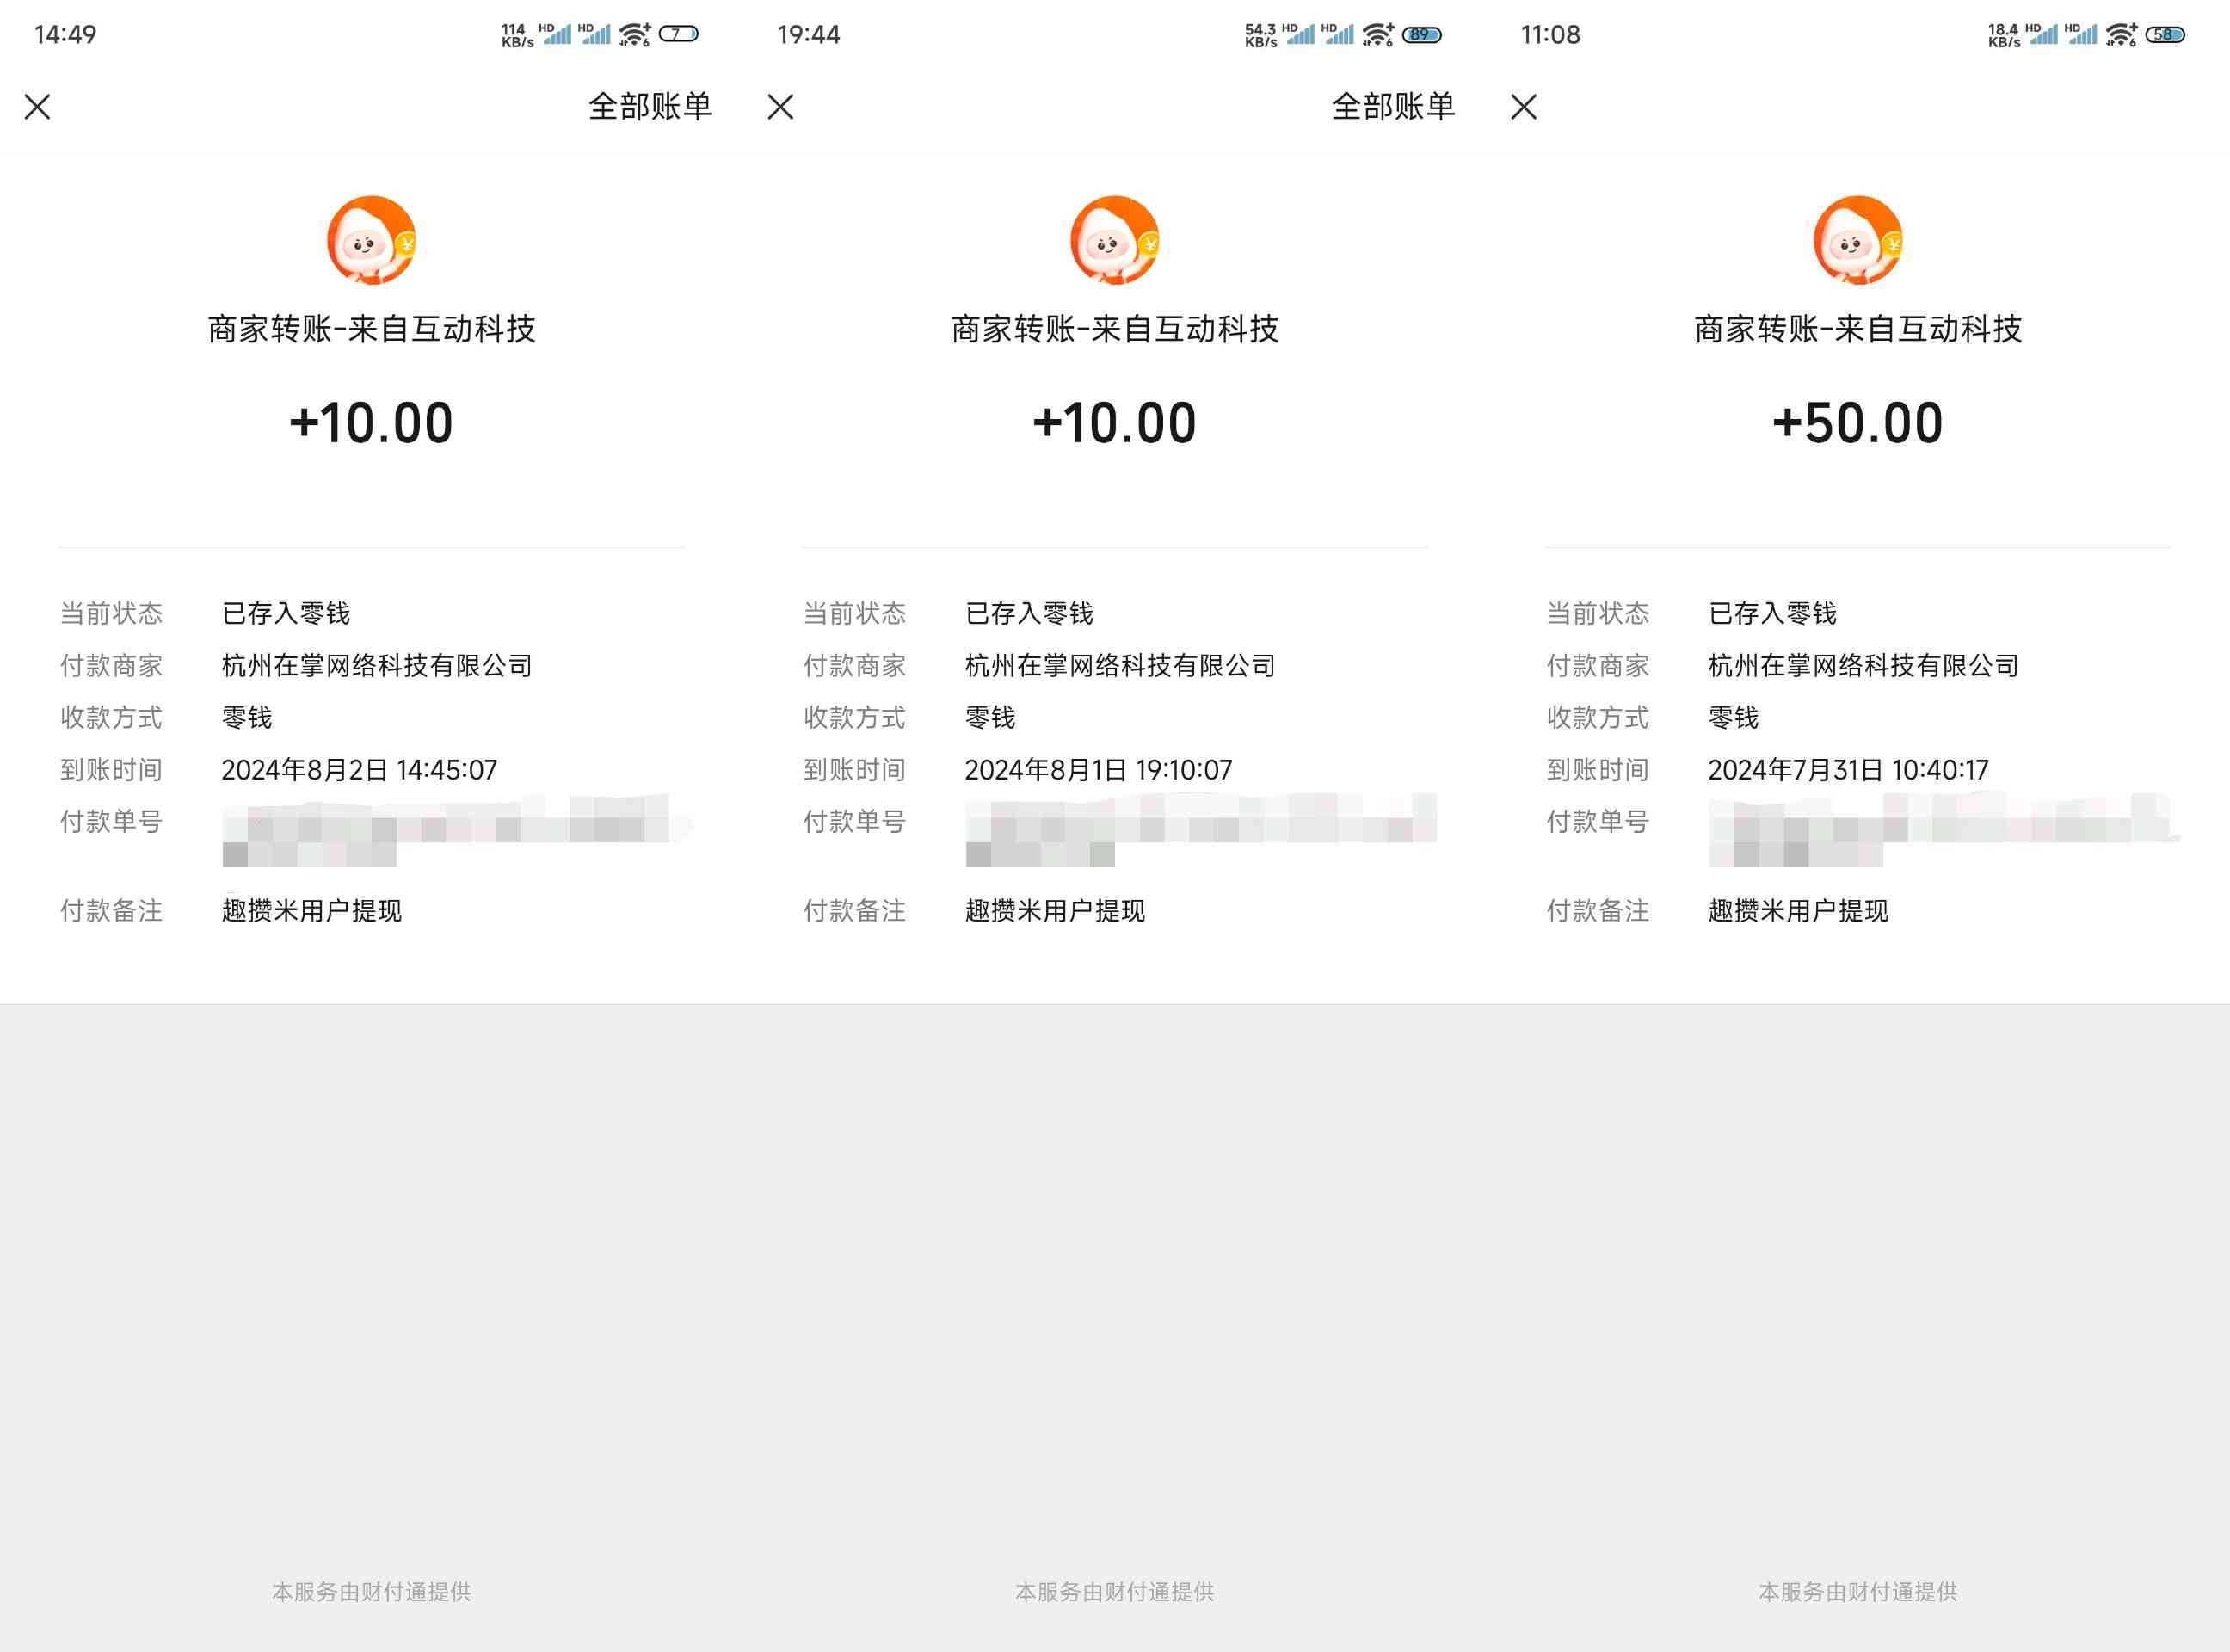 14:49
114 KB/s HD HD 6 7
全部账单
¥
商家转账-来自互动科技
+10.00
当前状态 已存入零钱
付款商家 杭州在掌网络科技有限公司
收款方式 零钱
到账时间 2024年8月2日 14:45:07
付款单号
付款备注 趣攒米用户提现
本服务由财付通提供
19:44
54.3 KB/s HD HD 6 89
全部账单
¥
商家转账-来自互动科技
+10.00
当前状态 已存入零钱
付款商家 杭州在掌网络科技有限公司
收款方式 零钱
到账时间 2024年8月1日 19:10:07
付款单号
付款备注 趣攒米用户提现
本服务由财付通提供
11:08
18.4 KB/s HD HD 6 58
¥
商家转账-来自互动科技
+50.00
当前状态 已存入零钱
付款商家 杭州在掌网络科技有限公司
收款方式 零钱
到账时间 2024年7月31日 10:40:17
付款单号
付款备注 趣攒米用户提现
本服务由财付通提供